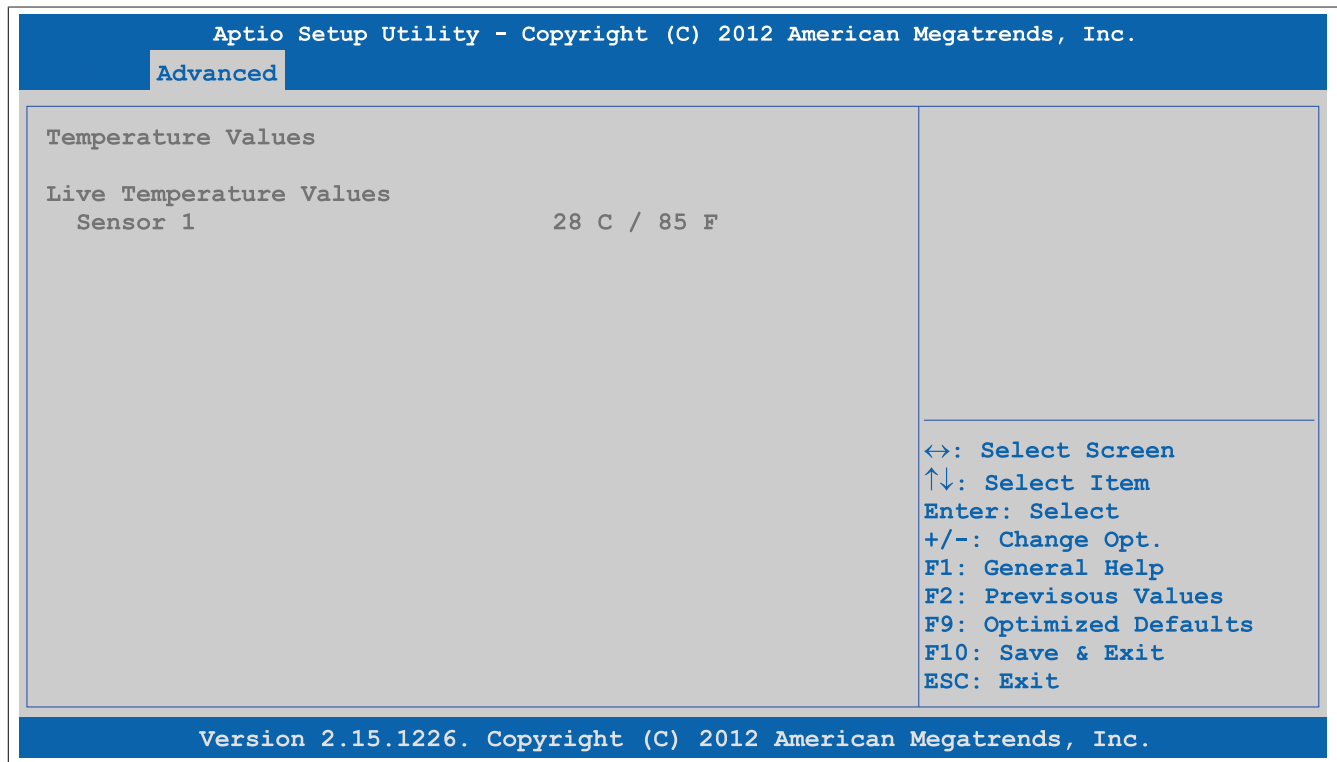 Aptio Setup Utility - Copyright (C) 2012 American Megatrends, Inc.
Advanced
Temperature Values
Live Temperature Values
Sensor 1 28 C / 85 F
↔: Select Screen
↑↓: Select Item
Enter: Select
+/-: Change Opt.
F1: General Help
F2: Previsous Values
F9: Optimized Defaults
F10: Save & Exit
ESC: Exit
Version 2.15.1226. Copyright (C) 2012 American Megatrends, Inc.